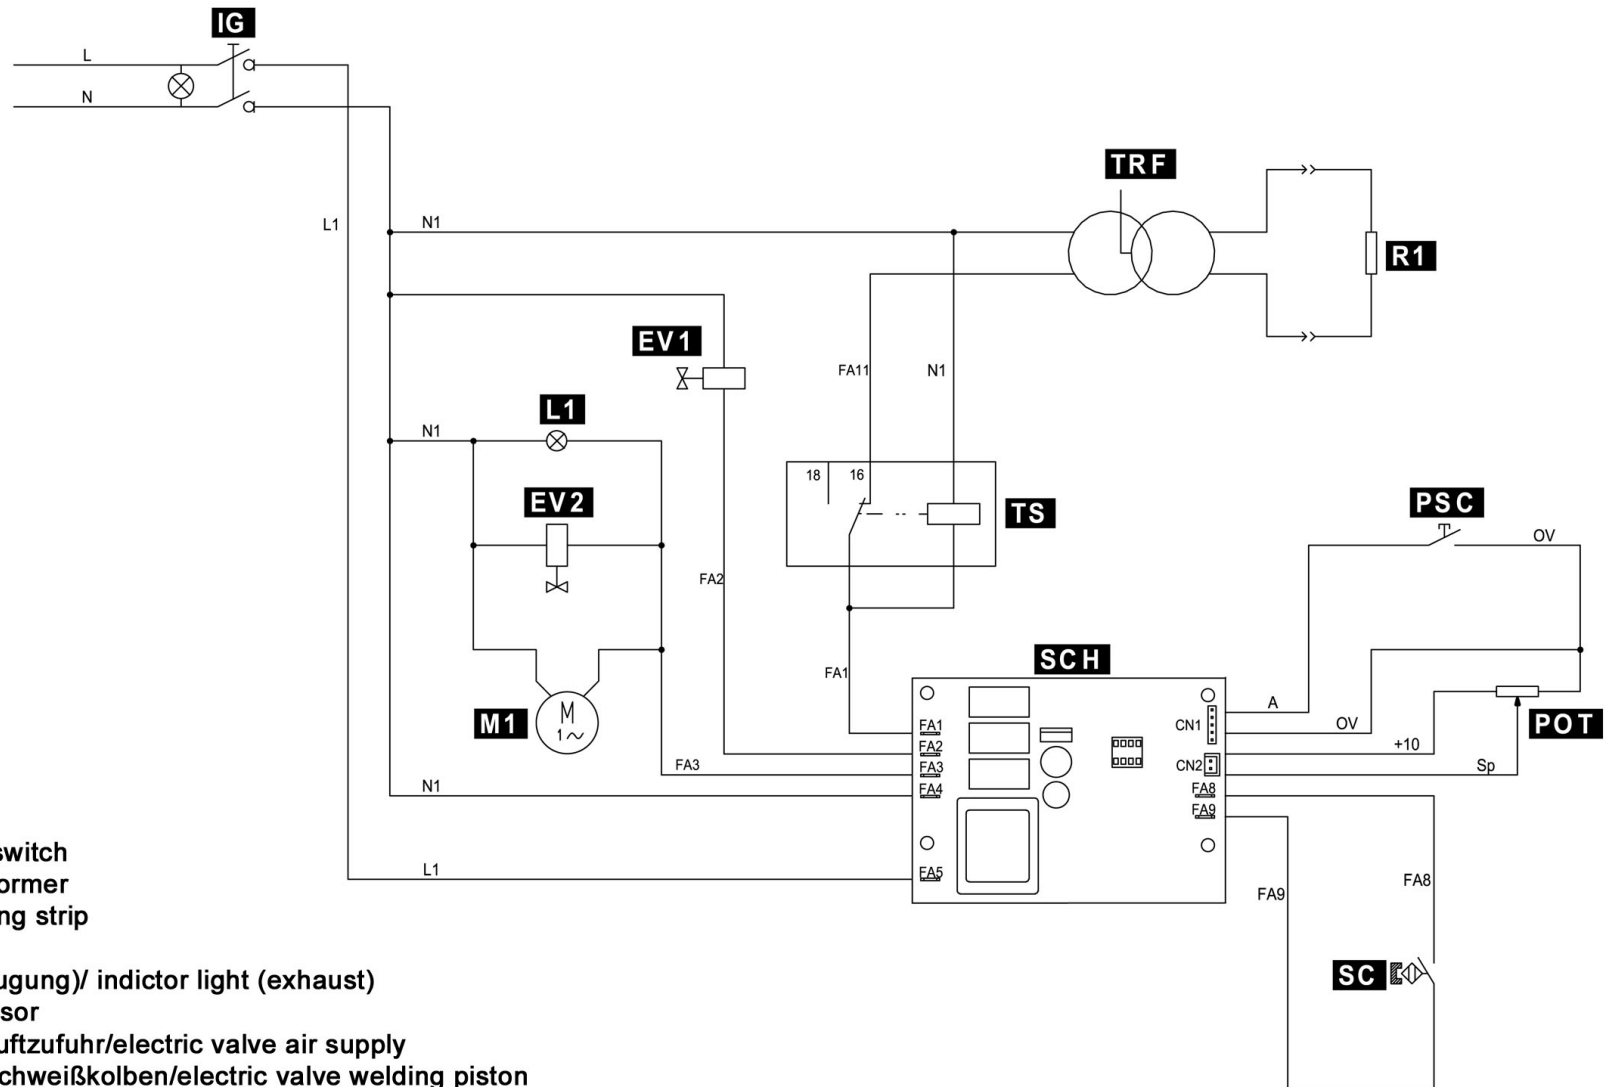 IG
L
N
TRF
L1
N1
R1
EV1
FA11
N1
L1
N1
18
16
EV2
TS
PSC
OV
FA2
SCH
FA1
M
1~
M1
A
POT
FA1
CN1
OV
FA2
+10
FA3
FA3
CN2
Sp
N1
FA4
FA8
FA9
switch
L1
FA5
ormer
FA8
FA9
ng strip
SC
ugung)/ indictor light (exhaust)
sor
uftzufuhr/electric valve air supply
chweißkolben/electric valve welding piston